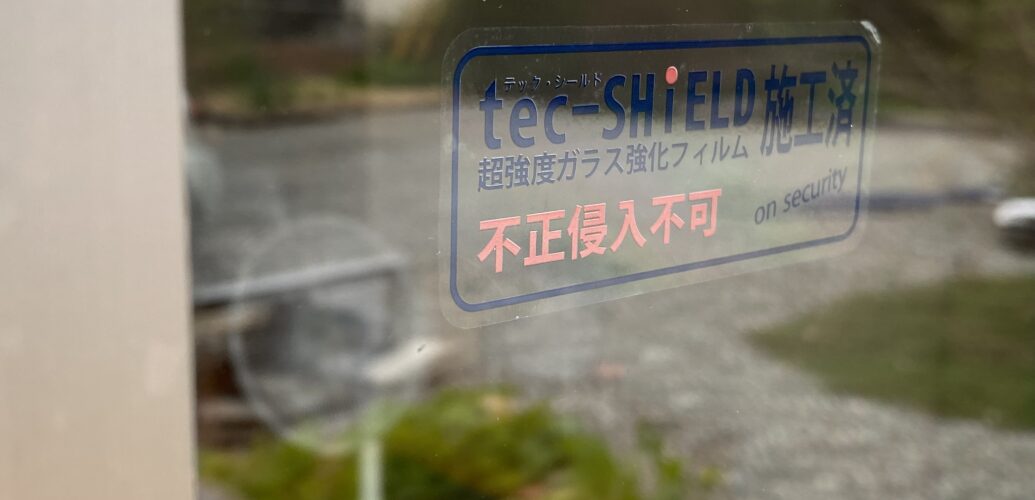 テック・シールド
tec-SHiELD 施工済
超強度ガラス強化フィルム
不正侵入不可
on security